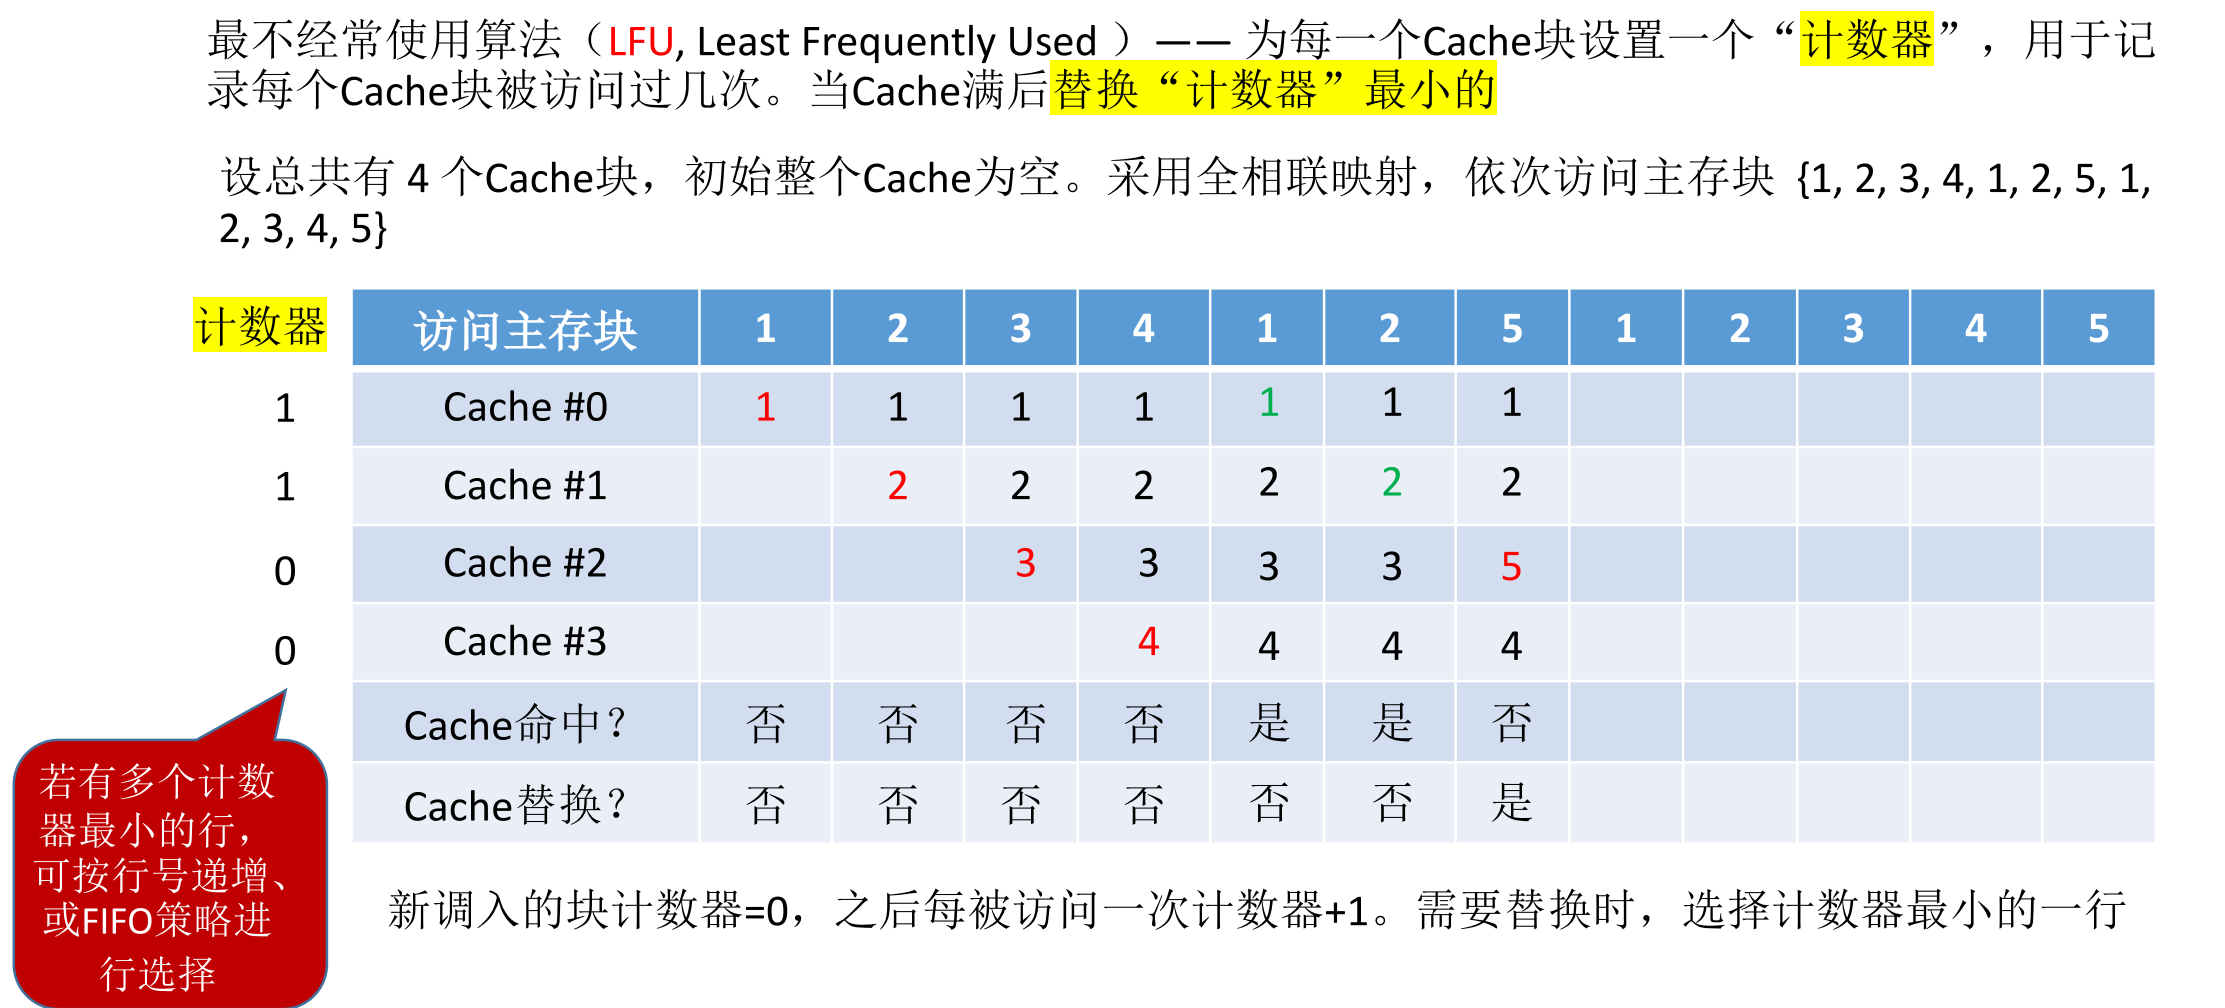 最不经常使用算法（LFU, Least Frequently Used ）—— 为每一个Cache块设置一个“计数器”，用于记
录每个Cache块被访问过几次。当Cache满后替换“计数器”最小的
设总共有 4 个Cache块，初始整个Cache为空。采用全相联映射，依次访问主存块 {1, 2, 3, 4, 1, 2, 5, 1,
2, 3, 4, 5}
计数器 访问主存块 1 2 3 4 1 2 5 1 2 3 4 5
1 Cache #0 1 1 1 1 1 1 1
1 Cache #1 2 2 2 2 2 2
0 Cache #2 3 3 3 3 5
0 Cache #3 4 4 4 4
Cache命中？ 否 否 否 否 是 是 否
Cache替换？ 否 否 否 否 否 否 是
若有多个计数
器最小的行，
可按行号递增、
或FIFO策略进
行选择
新调入的块计数器=0，之后每被访问一次计数器+1。需要替换时，选择计数器最小的一行